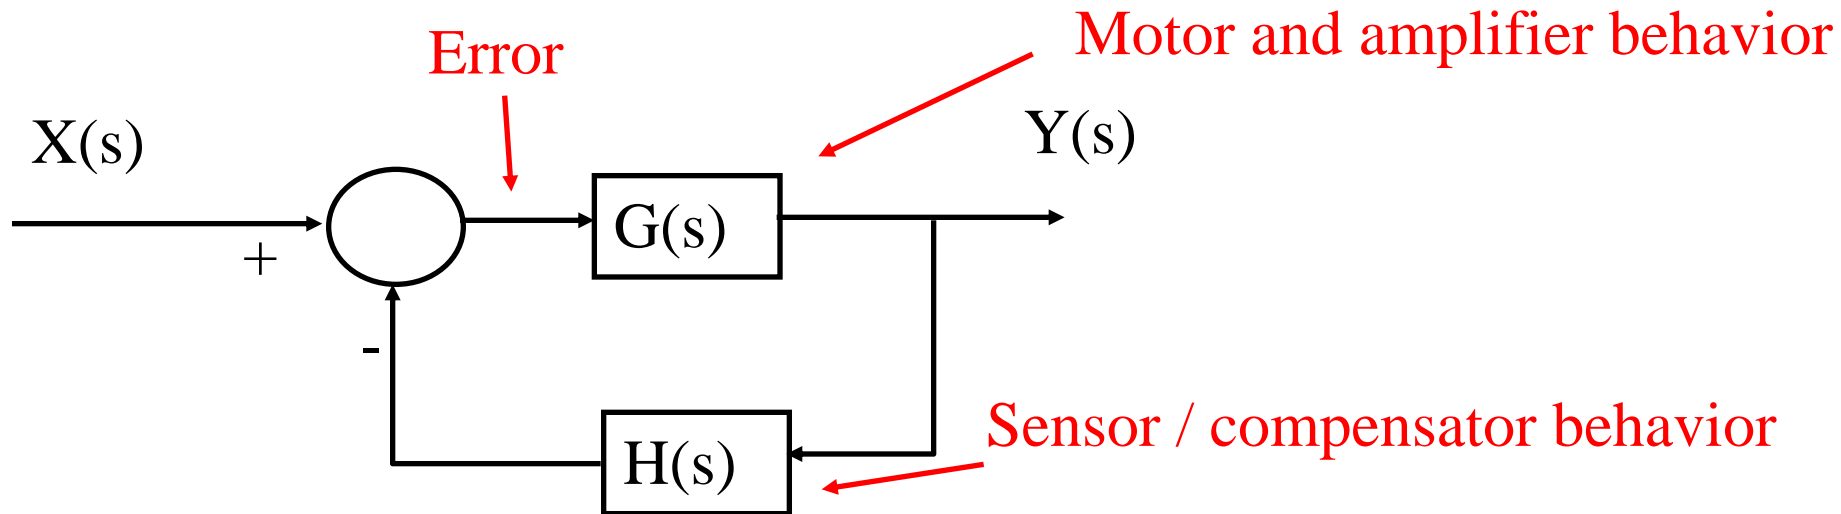 Motor and amplifier behavior
Error
X(s)
Y(s)
G(s)
+
-
Sensor / compensator behavior
H(s)